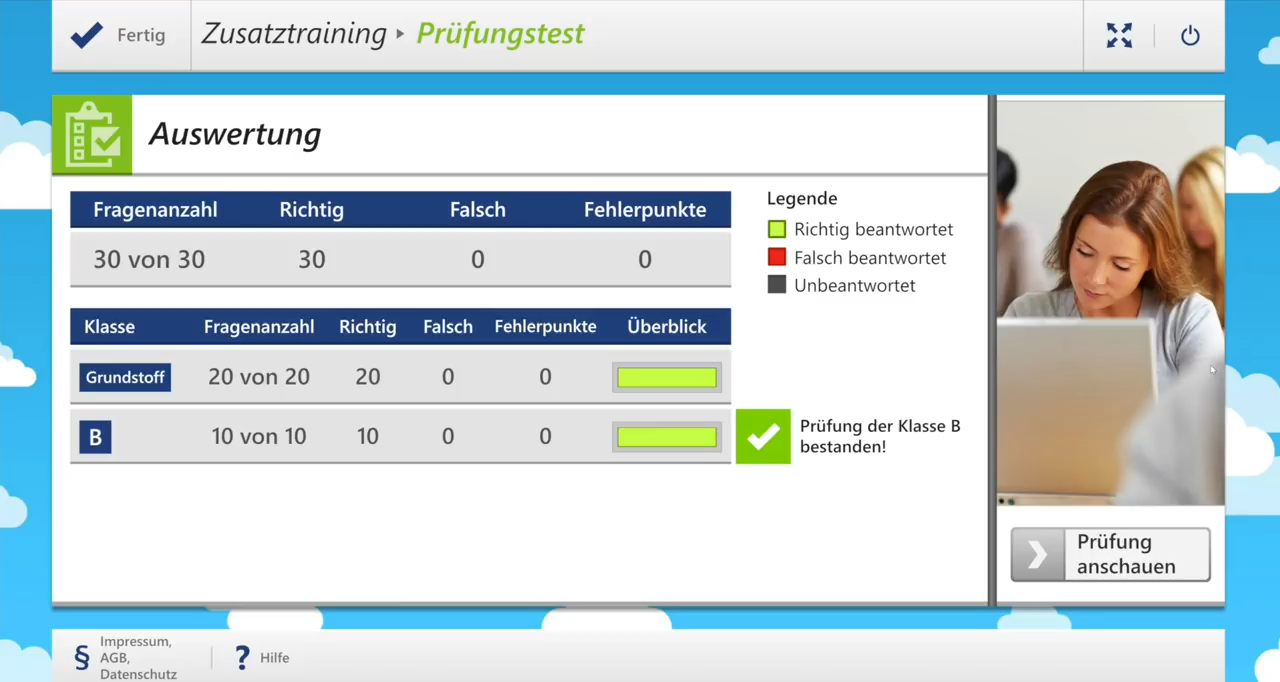 Fertig
Zusatztraining ▸ Prüfungstest
Auswertung
Fragenanzahl Richtig Falsch Fehlerpunkte
30 von 30 30 0 0
Klasse Fragenanzahl Richtig Falsch Fehlerpunkte Überblick
Grundstoff 20 von 20 20 0 0
B 10 von 10 10 0 0
Legende
Richtig beantwortet
Falsch beantwortet
Unbeantwortet
Prüfung der Klasse B
bestanden!
Prüfung
anschauen
§ Impressum,
AGB,
Datenschutz
? Hilfe